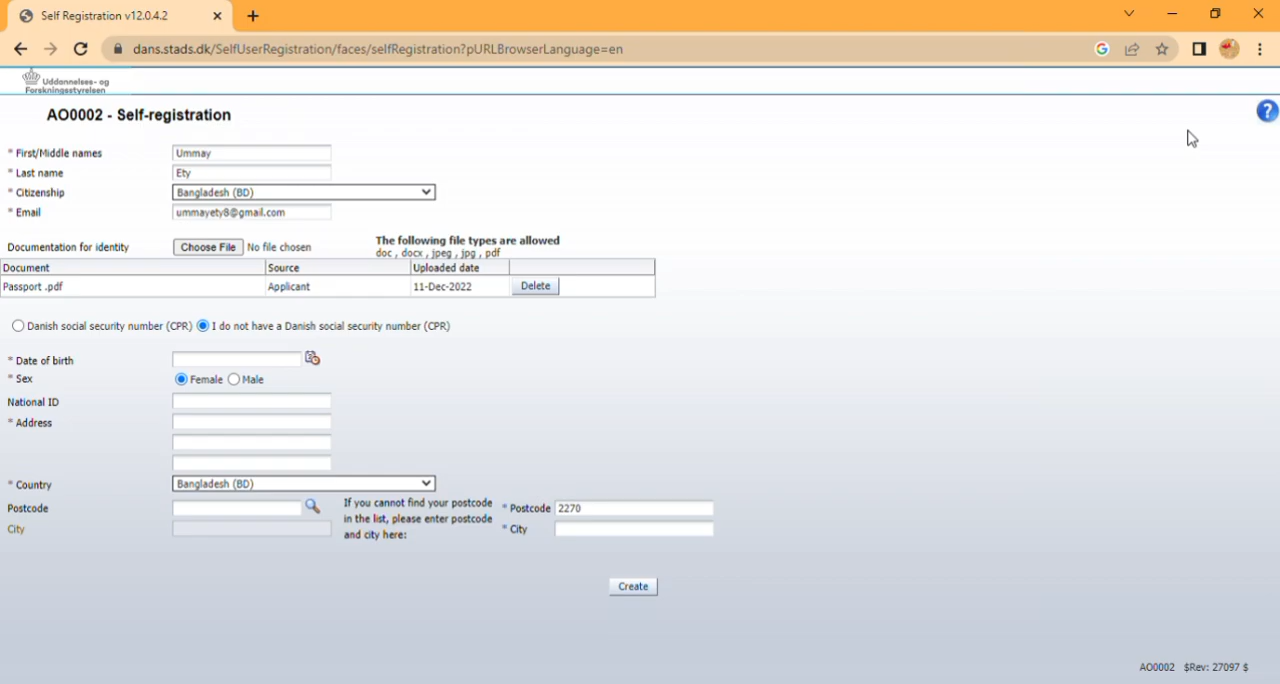 Self Registration v12.0.4.2
dans.stads.dk/SelfUserRegistration/faces/selfRegistration?pURLBrowserLanguage=en
Uddannelses- og
Forskningsstyrelsen
AO0002 - Self-registration
?
* First/Middle names Ummay
* Last name Ety
* Citizenship Bangladesh (BD)
* Email ummayety8@gmail.com
Documentation for identity Choose File No file chosen The following file types are allowed
doc , docx , jpeg , jpg , pdf
Document Source Uploaded date
Passport .pdf Applicant 11-Dec-2022 Delete
Danish social security number (CPR) I do not have a Danish social security number (CPR)
* Date of birth
* Sex Female Male
National ID
* Address
* Country Bangladesh (BD)
Postcode If you cannot find your postcode * Postcode 2270
in the list, please enter postcode
City and city here: * City
Create
AO0002 $Rev: 27097 $